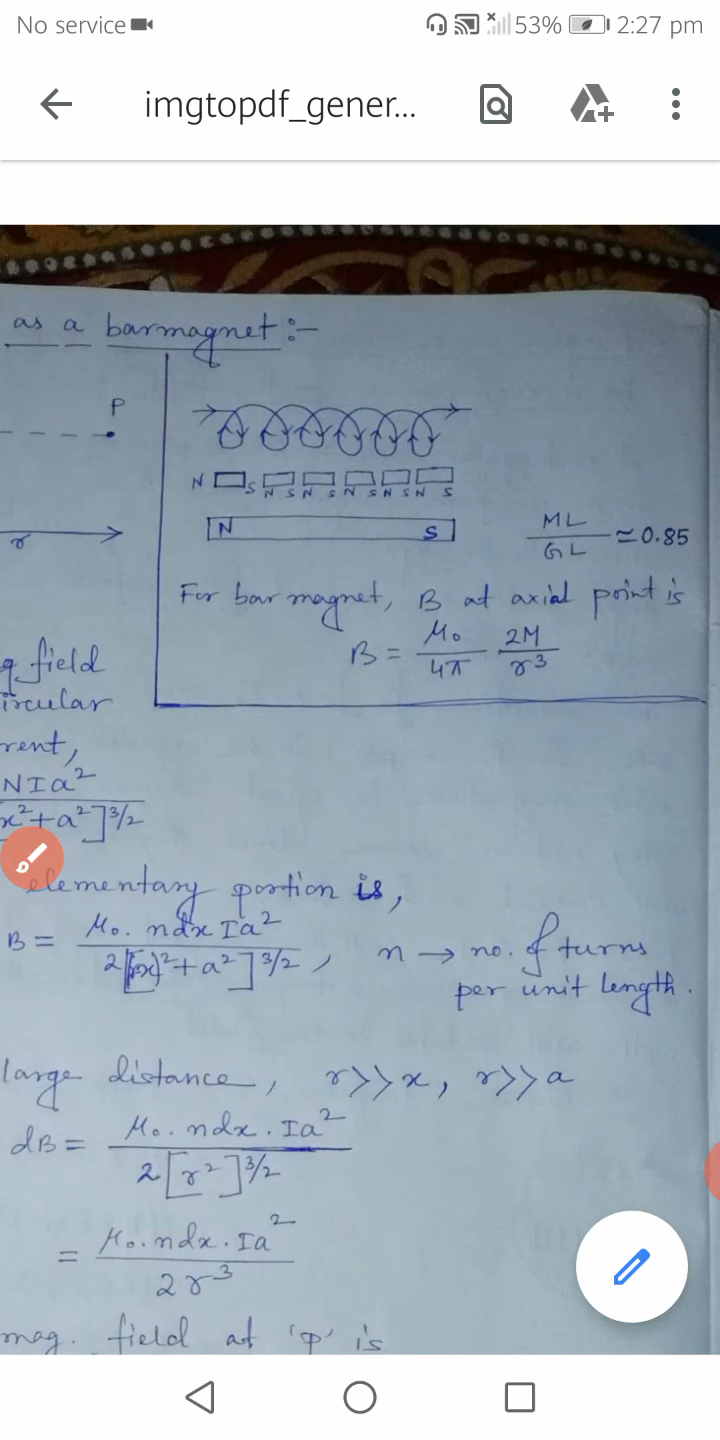 No service 53% 2:27 pm
imgtopdf_gener...
as a barmagnet :-
P
N S N S N S N S N S N S
N S
r
ML/GL ≃ 0.85
For bar magnet, B at axial point is
B = μ₀/4π 2M/r³
g field
ircular
rent,
NIa²
x²+a²]^3/2
elementary portion is,
B = μ₀. ndx Ia² / 2[(r-x)²+a²]^3/2 , n → no. of turns
per unit length.
large distance, r>>x, r>>a
dB = μ₀. ndx. Ia² / 2[r²]^3/2
= μ₀. ndx. Ia² / 2r³
mag. field at 'p' is